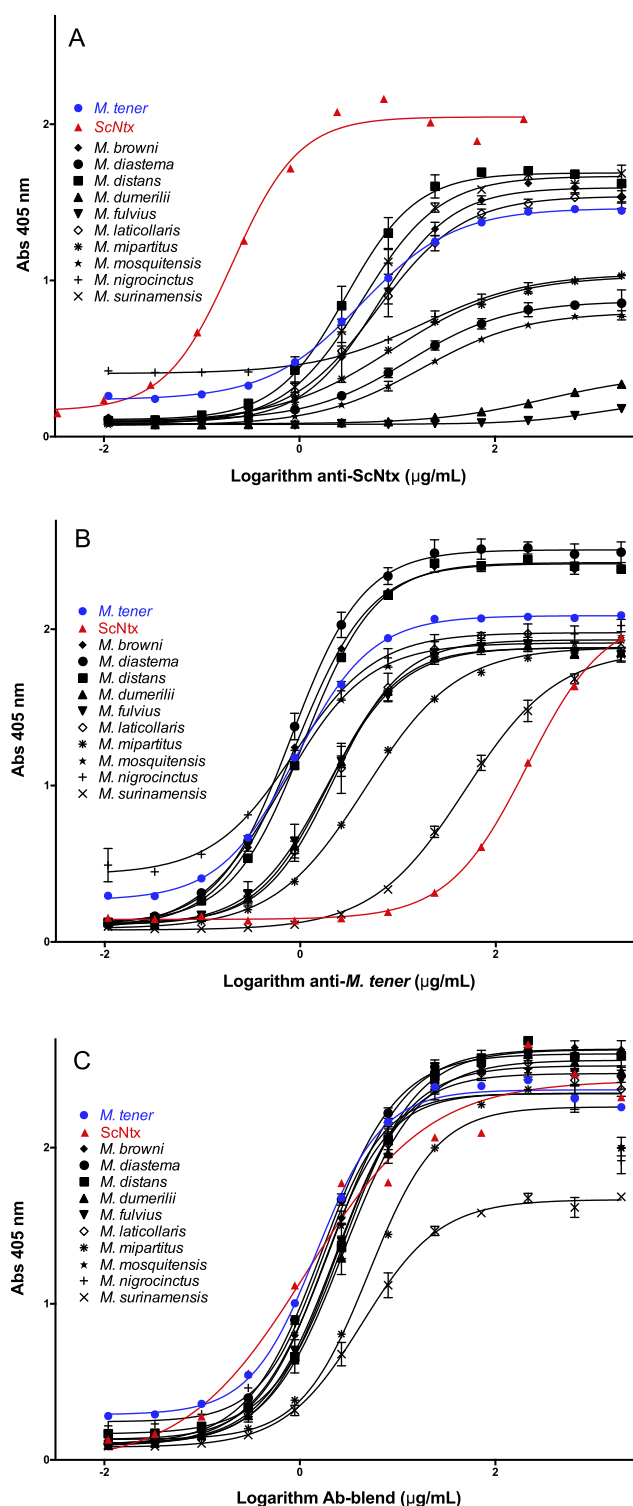 A
M. tener
ScNtx
M. browni
M. diastema
M. distans
M. dumerilii
M. fulvius
M. laticollaris
M. mipartitus
M. mosquitensis
M. nigrocinctus
M. surinamensis
Abs 405 nm
2
1
0
-2 0 2
Logarithm anti-ScNtx (µg/mL)
B
M. tener
ScNtx
M. browni
M. diastema
M. distans
M. dumerilii
M. fulvius
M. laticollaris
M. mipartitus
M. mosquitensis
M. nigrocinctus
M. surinamensis
Abs 405 nm
2
1
0
-2 0 2
Logarithm anti-M. tener (µg/mL)
C
M. tener
ScNtx
M. browni
M. diastema
M. distans
M. dumerilii
M. fulvius
M. laticollaris
M. mipartitus
M. mosquitensis
M. nigrocinctus
M. surinamensis
Abs 405 nm
2
1
0
-2 0 2
Logarithm Ab-blend (µg/mL)